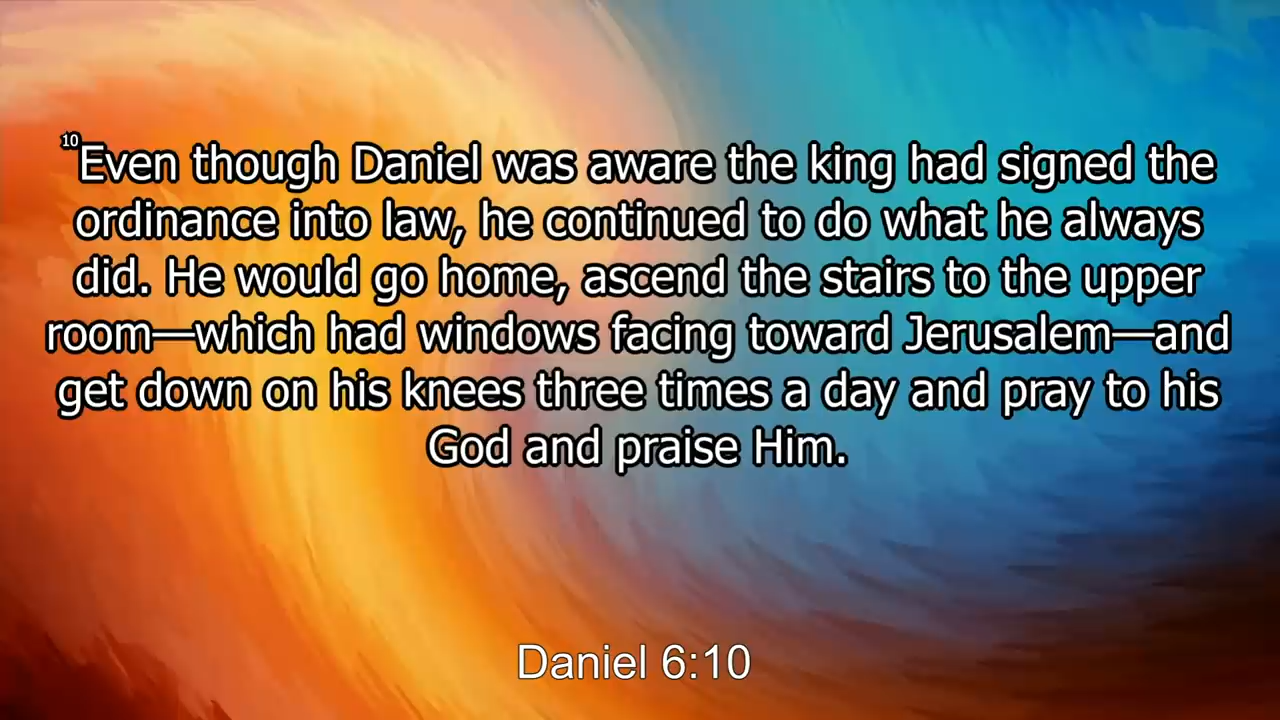 10Even though Daniel was aware the king had signed the
ordinance into law, he continued to do what he always
did. He would go home, ascend the stairs to the upper
room—which had windows facing toward Jerusalem—and
get down on his knees three times a day and pray to his
God and praise Him.
Daniel 6:10